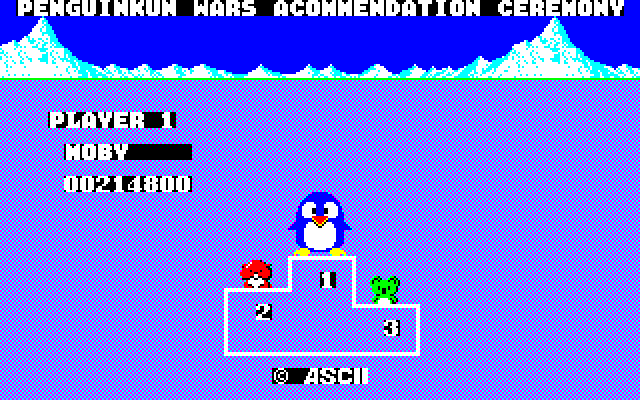 PENGUINKUN WARS ACOMMENDATION CEREMONY
PLAYER 1
MOBY
00214800
1
2
3
© ASCII